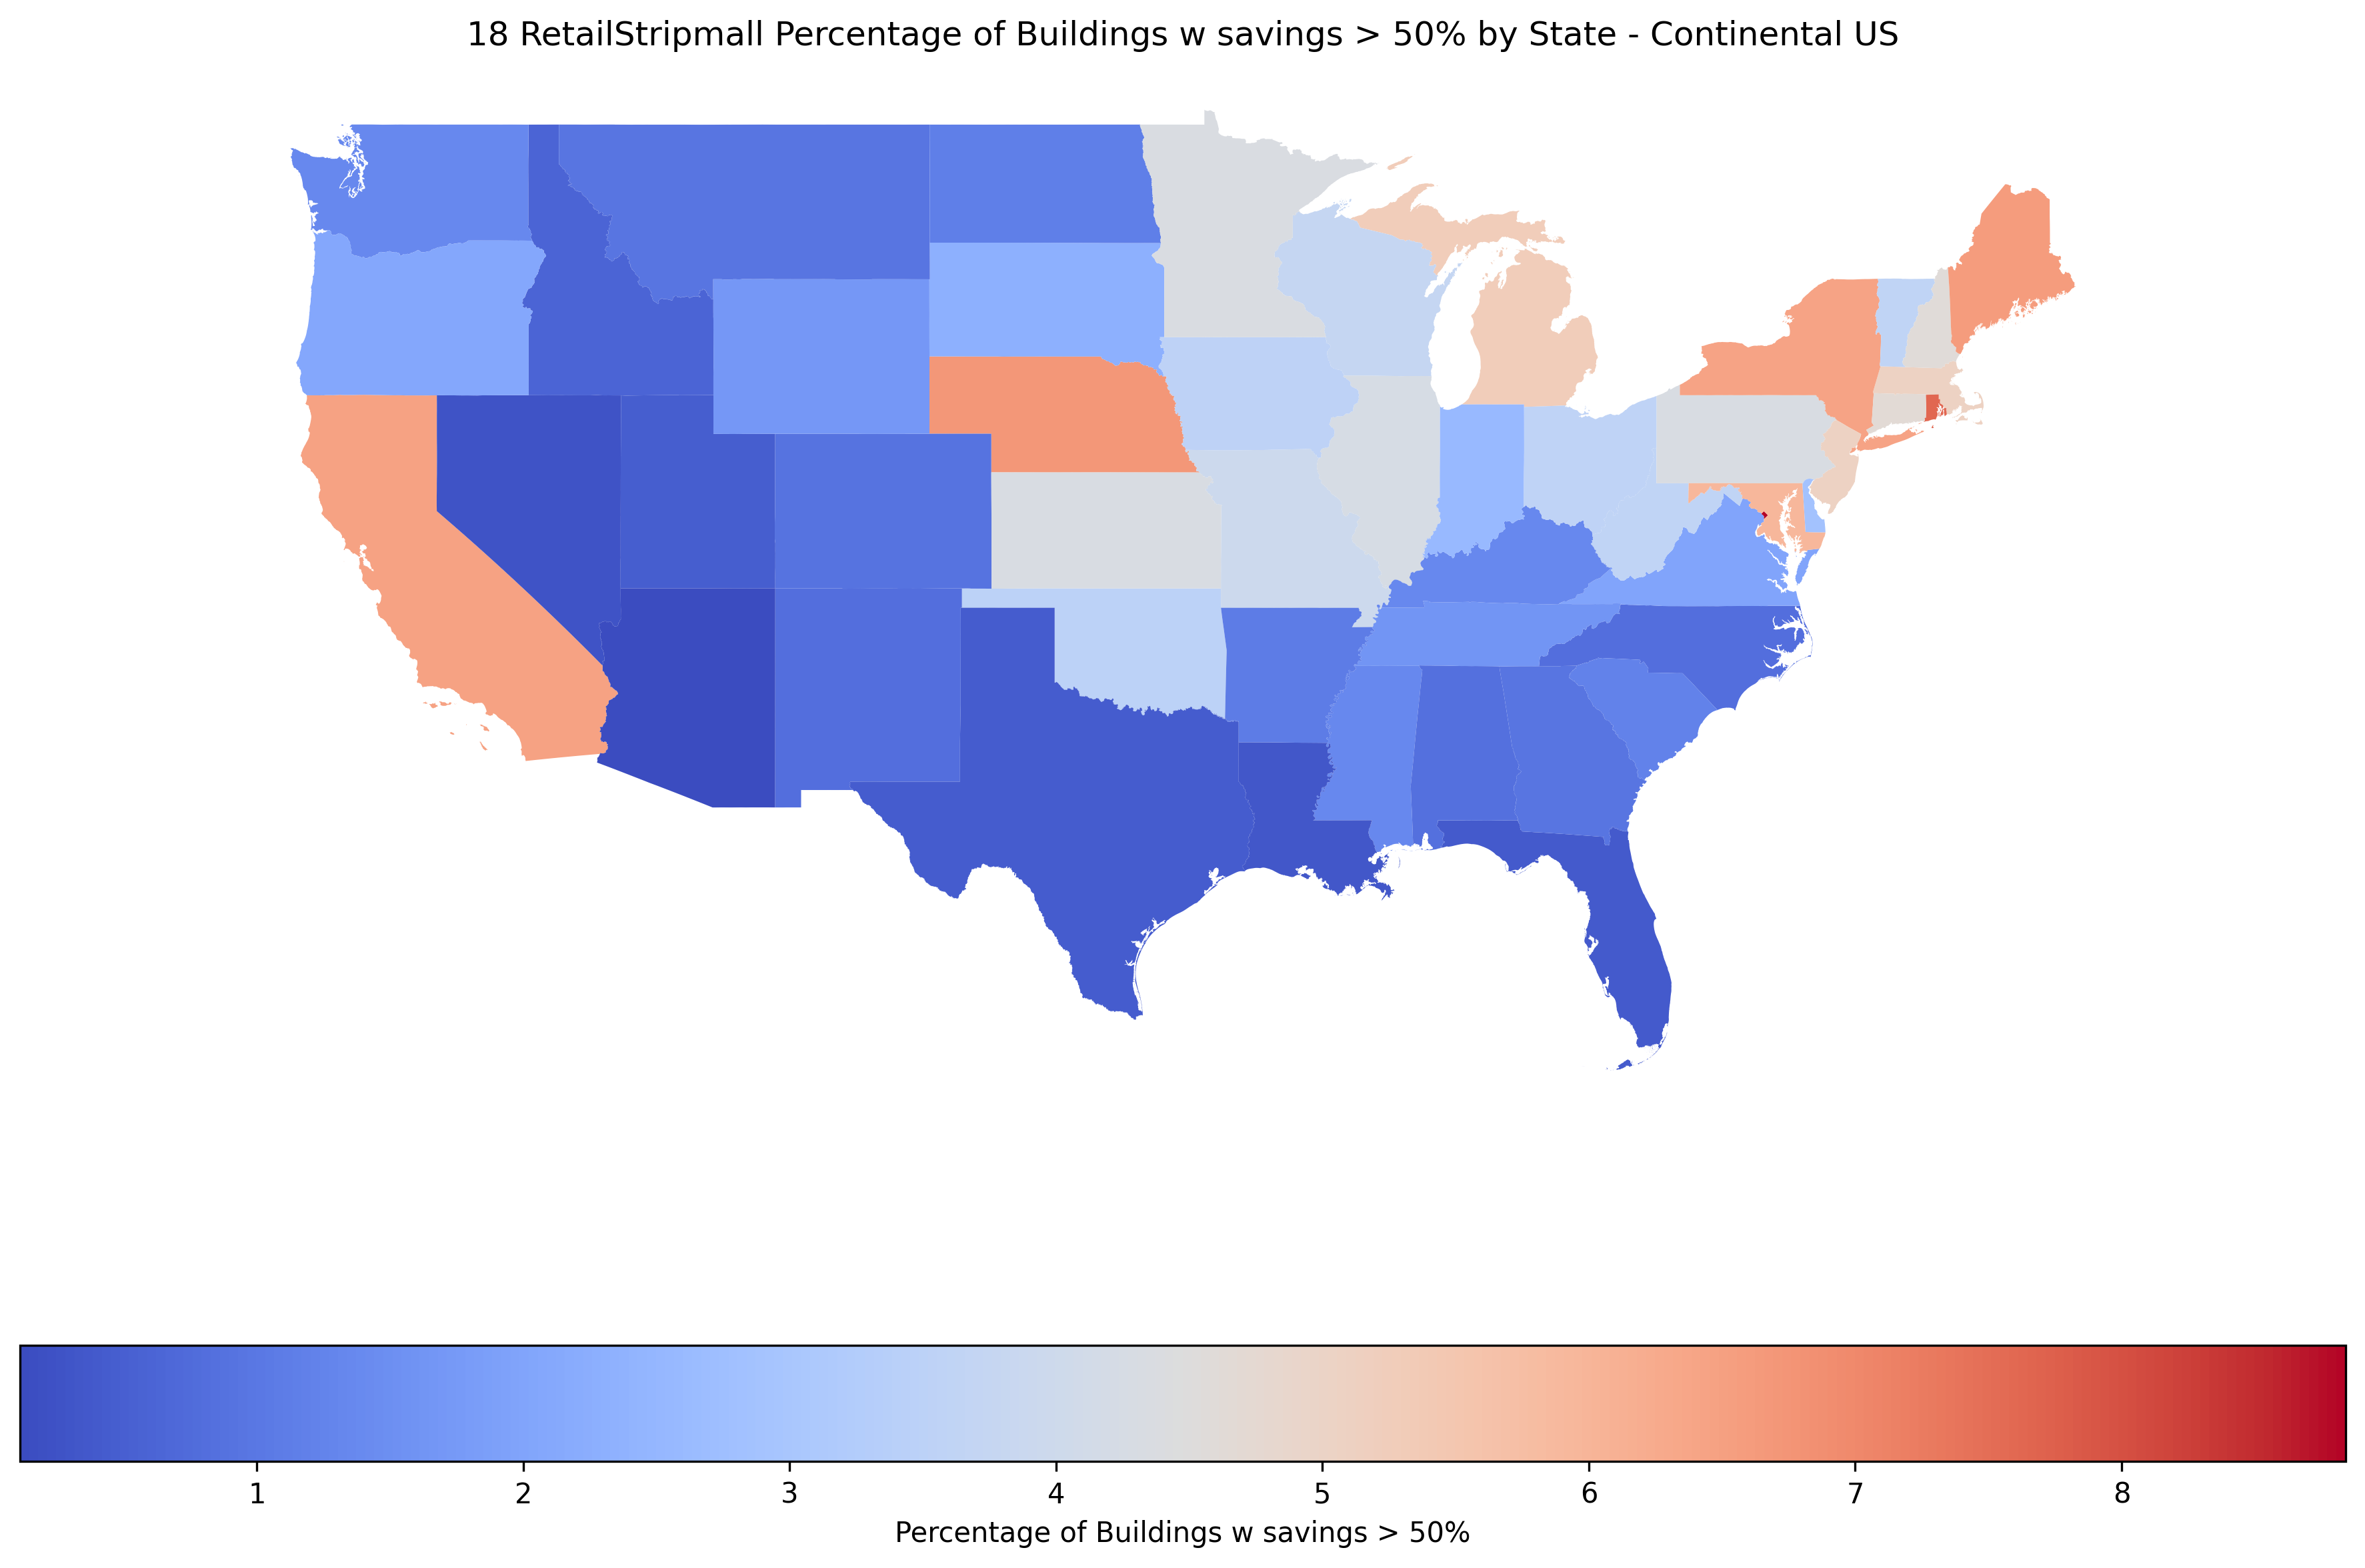 18 RetailStripmall Percentage of Buildings w savings > 50% by State - Continental US
1 2 3 4 5 6 7 8
Percentage of Buildings w savings > 50%